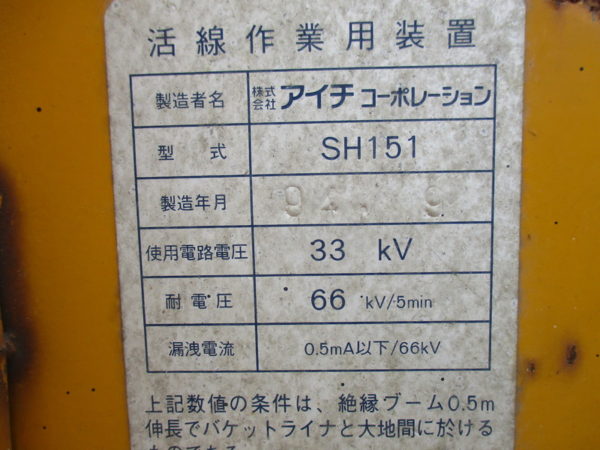 活線作業用装置
製造者名 株式会社 アイチ コーポレーション
型式 SH151
製造年月
使用電路電圧 33 kV
耐電圧 66 kV/5min
漏洩電流 0.5mA以下/66kV
上記数値の条件は、絶縁ブーム0.5m
伸長でバケットライナと大地間に於ける
ものである